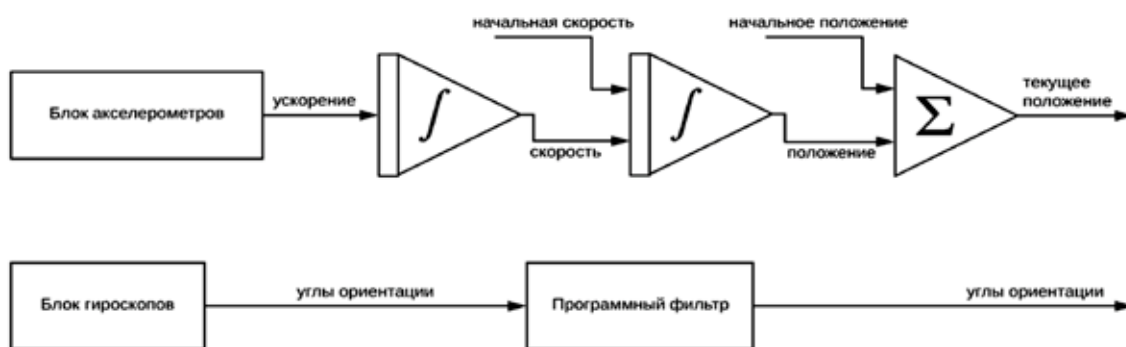 начальная скорость
начальное положение
Блок акселерометров
ускорение
∫
скорость
∫
положение
Σ
текущее
положение
Блок гироскопов
углы ориентации
Программный фильтр
углы ориентации